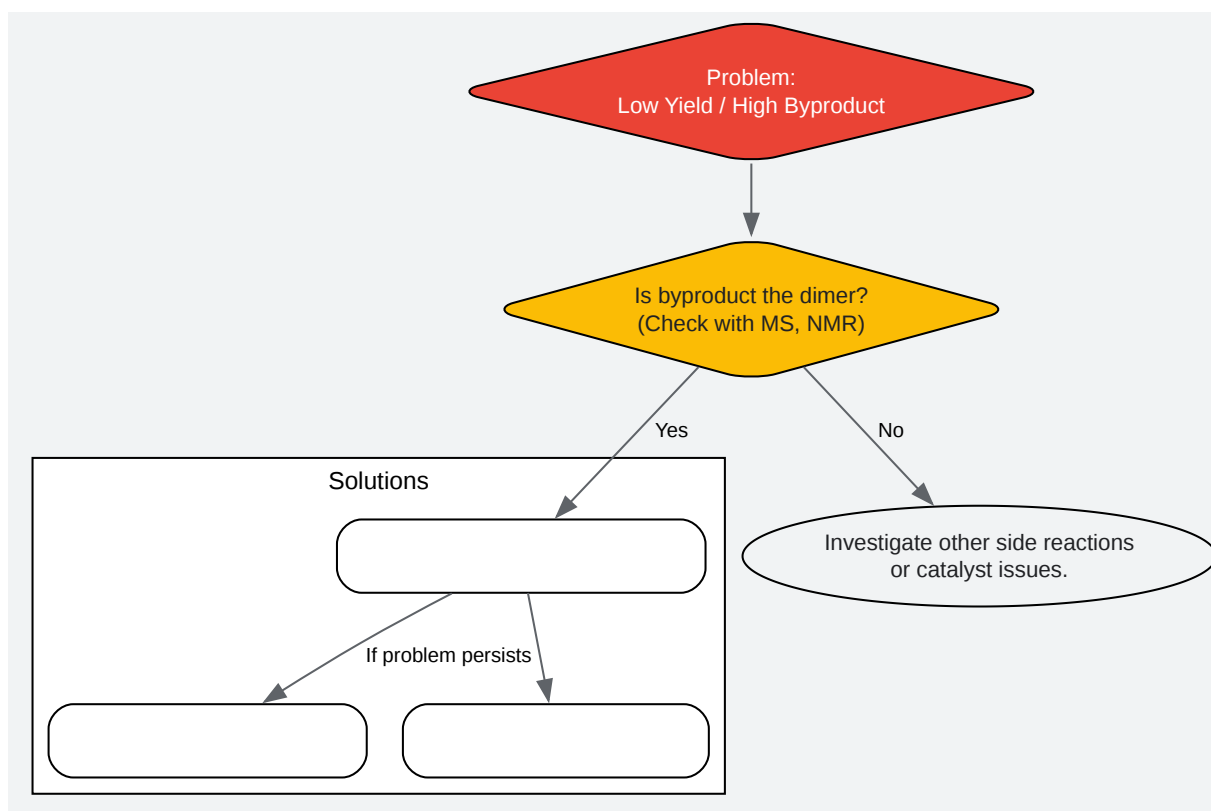 Problem:
Low Yield / High Byproduct
Is byproduct the dimer?
(Check with MS, NMR)
Yes
No
Solutions
Investigate other side reactions
or catalyst issues.
If problem persists